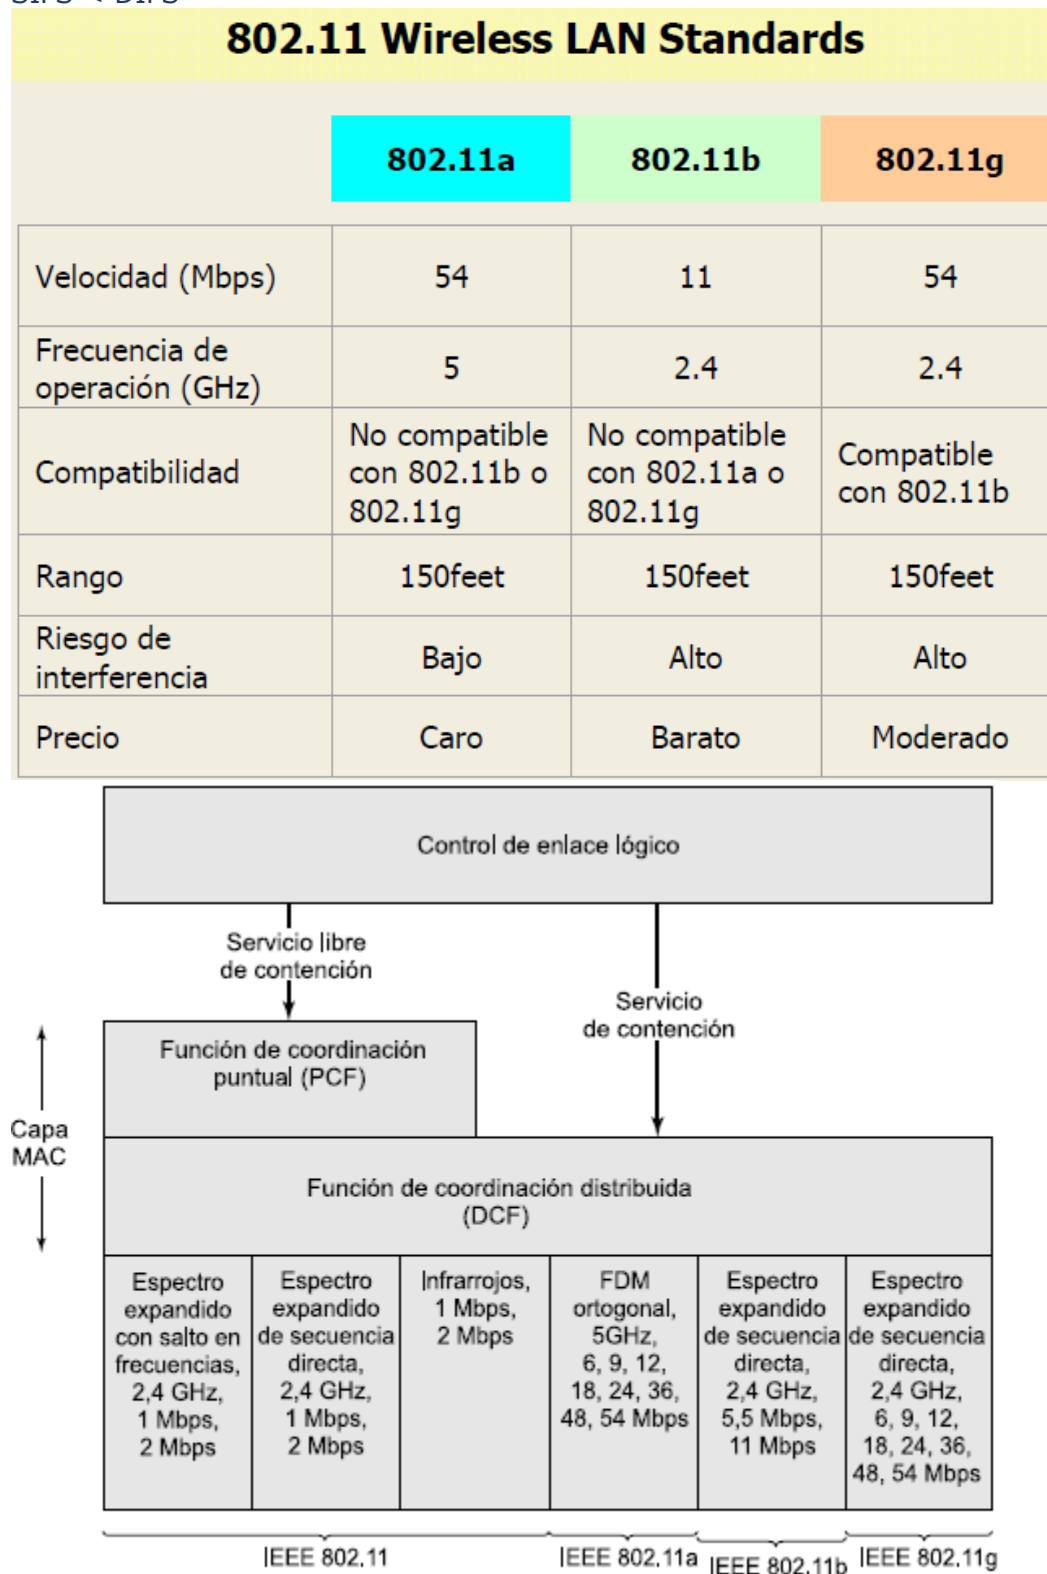 SIFS < DIFS
802.11 Wireless LAN Standards
802.11a 802.11b 802.11g
Velocidad (Mbps) 54 11 54
Frecuencia de
operación (GHz) 5 2.4 2.4
Compatibilidad
No compatible
con 802.11b o
802.11g
No compatible
con 802.11a o
802.11g
Compatible
con 802.11b
Rango 150feet 150feet 150feet
Riesgo de
interferencia Bajo Alto Alto
Precio Caro Barato Moderado
Control de enlace lógico
Servicio libre
de contención
Servicio
de contención
Función de coordinación
puntual (PCF)
Capa
MAC
Función de coordinación distribuida
(DCF)
Espectro
expandido
con salto en
frecuencias,
2,4 GHz,
1 Mbps,
2 Mbps
Espectro
expandido
de secuencia
directa,
2,4 GHz,
1 Mbps,
2 Mbps
Infrarrojos,
1 Mbps,
2 Mbps
FDM
ortogonal,
5GHz,
6, 9, 12,
18, 24, 36,
48, 54 Mbps
Espectro
expandido
de secuencia
directa,
2,4 GHz,
5,5 Mbps,
11 Mbps
Espectro
expandido
de secuencia
directa,
2,4 GHz,
6, 9, 12,
18, 24, 36,
48, 54 Mbps
IEEE 802.11 IEEE 802.11a IEEE 802.11b IEEE 802.11g